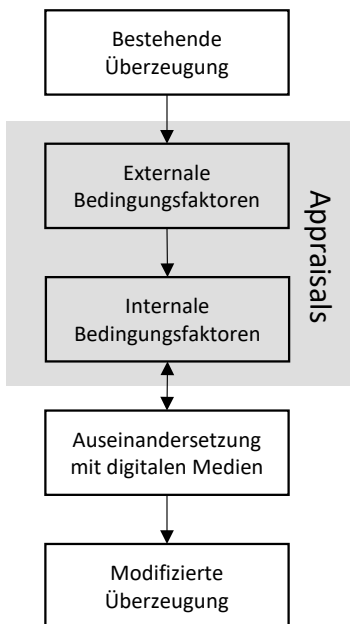 Bestehende
Überzeugung
Externale
Bedingungsfaktoren
Appraisals
Internale
Bedingungsfaktoren
Auseinandersetzung
mit digitalen Medien
Modifizierte
Überzeugung